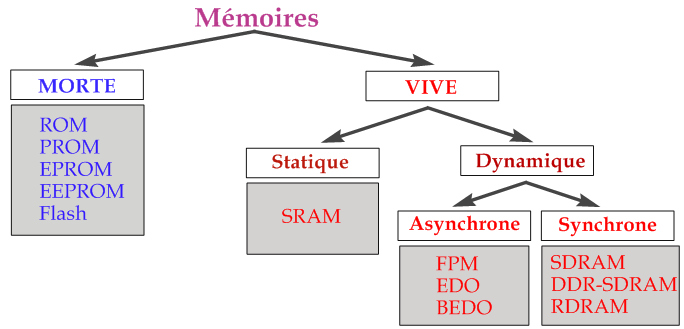 Mémoires
MORTE
VIVE
ROM
PROM
EPROM
EEPROM
Flash
Statique
Dynamique
SRAM
Asynchrone
Synchrone
FPM
EDO
BEDO
SDRAM
DDR-SDRAM
RDRAM